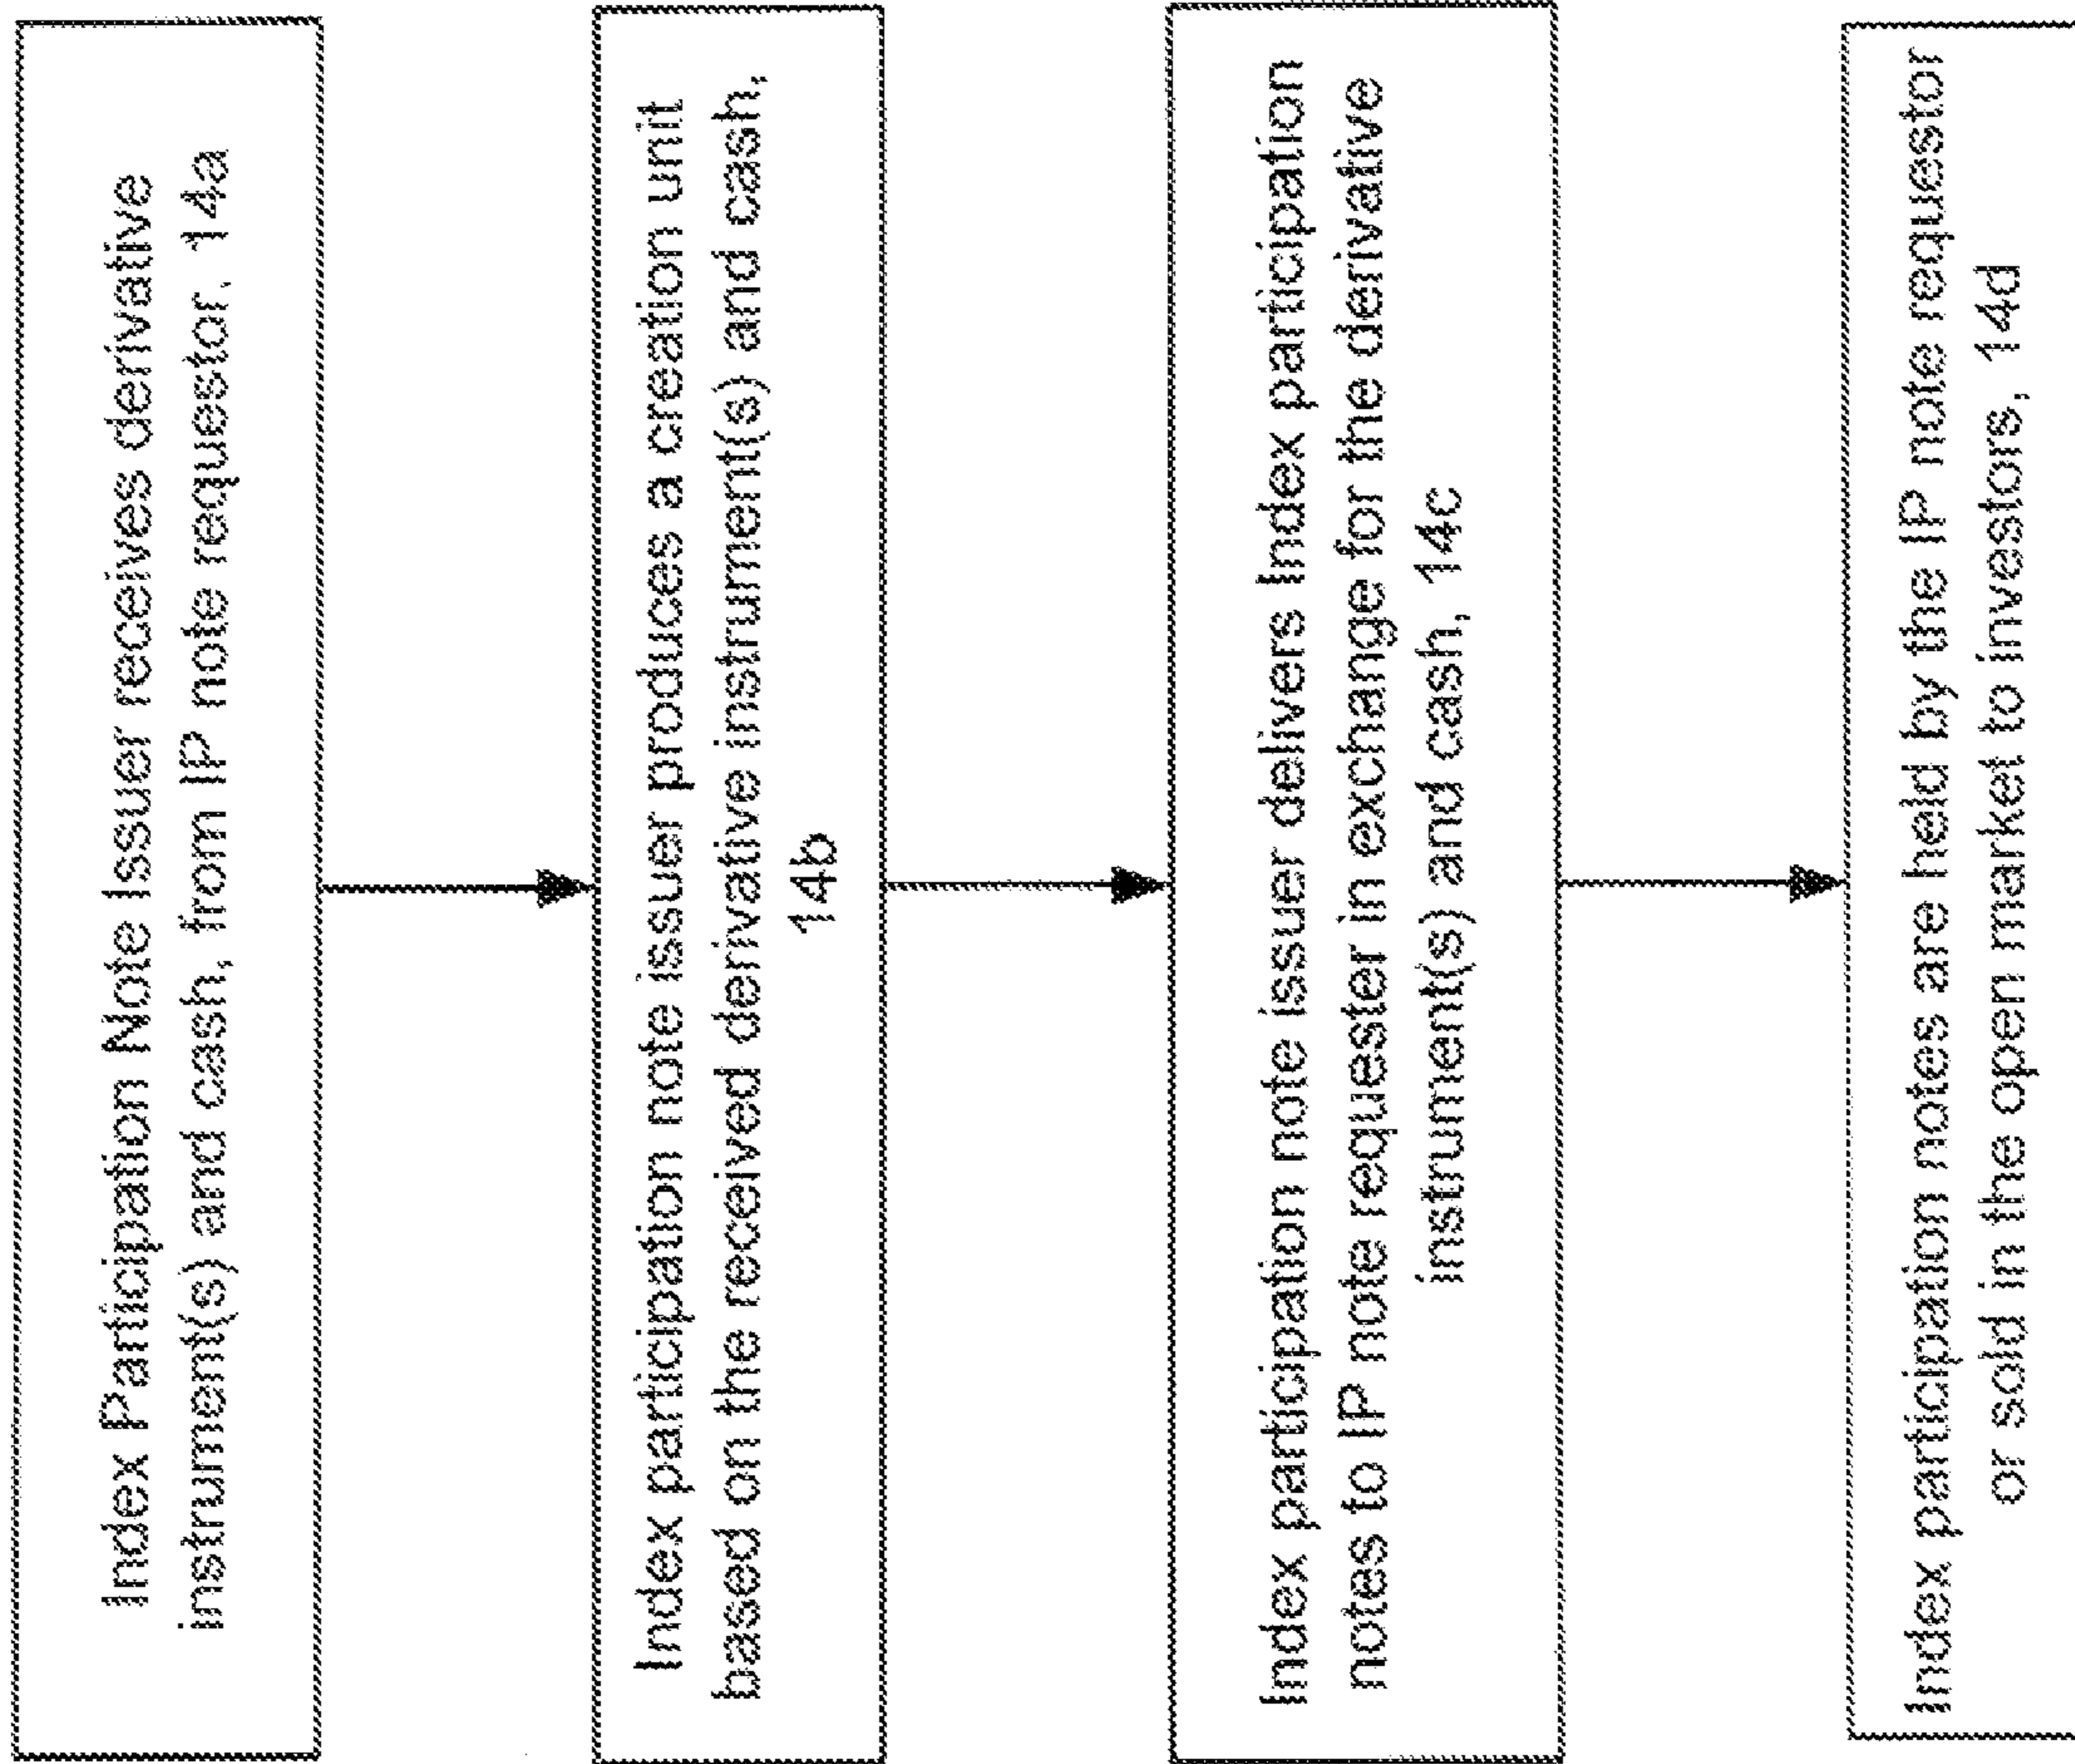 Index Participation Note Issuer receives derivative
instrument(s) and cash, from IP note requestor, 14a
Index participation note issuer produces a creation unit
based on the received derivative instrument(s) and cash,
14b
Index participation note issuer delivers Index participation
notes to IP note requester in exchange for the derivative
instrument(s) and cash, 14c
Index participation notes are held by the IP note requestor
or sold in the open market to investors, 14d